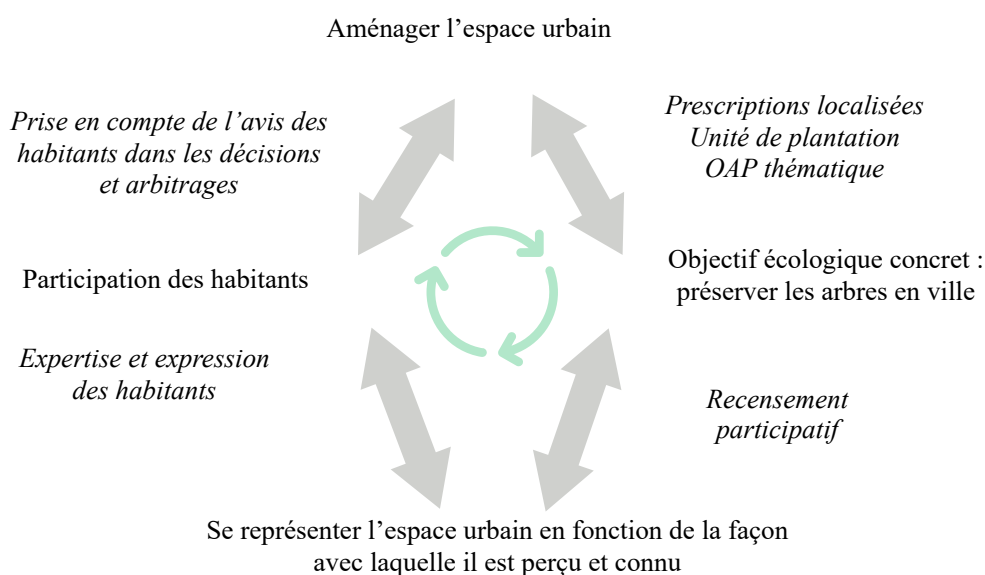 Aménager l’espace urbain
Prise en compte de l’avis des
habitants dans les décisions
et arbitrages
Prescriptions localisées
Unité de plantation
OAP thématique
Participation des habitants
Objectif écologique concret :
préserver les arbres en ville
Expertise et expression
des habitants
Recensement
participatif
Se représenter l’espace urbain en fonction de la façon
avec laquelle il est perçu et connu